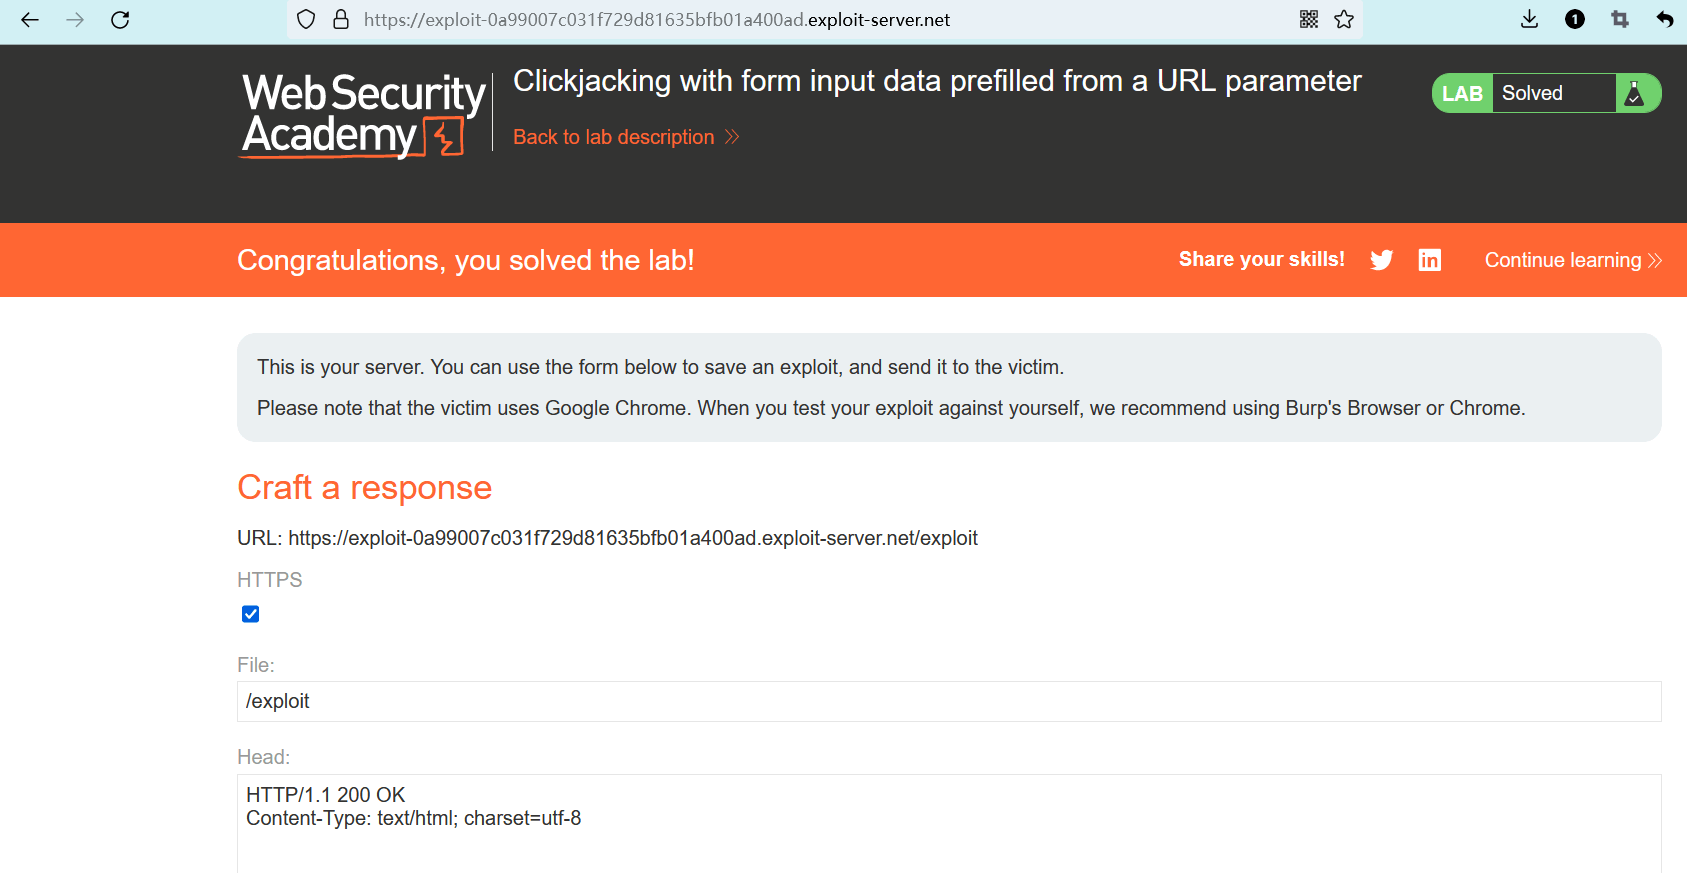 https://exploit-0a99007c031f729d81635bfb01a400ad.exploit-server.net
1
Web Security
Academy
Clickjacking with form input data prefilled from a URL parameter
Back to lab description
LAB Solved
Congratulations, you solved the lab!
Share your skills!
in
Continue learning
This is your server. You can use the form below to save an exploit, and send it to the victim.
Please note that the victim uses Google Chrome. When you test your exploit against yourself, we recommend using Burp's Browser or Chrome.
Craft a response
URL: https://exploit-0a99007c031f729d81635bfb01a400ad.exploit-server.net/exploit
HTTPS
File:
/exploit
Head:
HTTP/1.1 200 OK
Content-Type: text/html; charset=utf-8